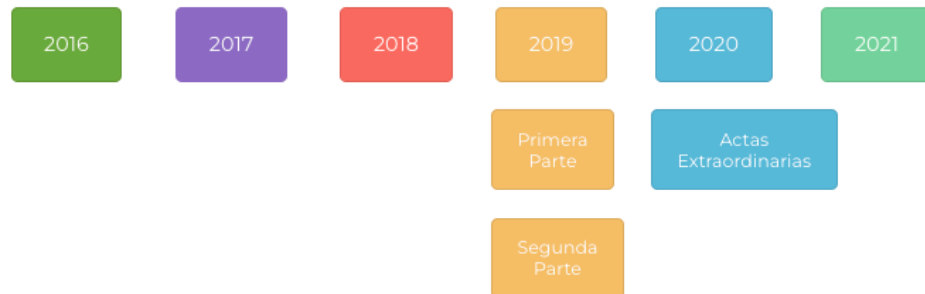 2016
2017
2018
2019
2020
2021
Primera
Parte
Actas
Extraordinarias
Segunda
Parte